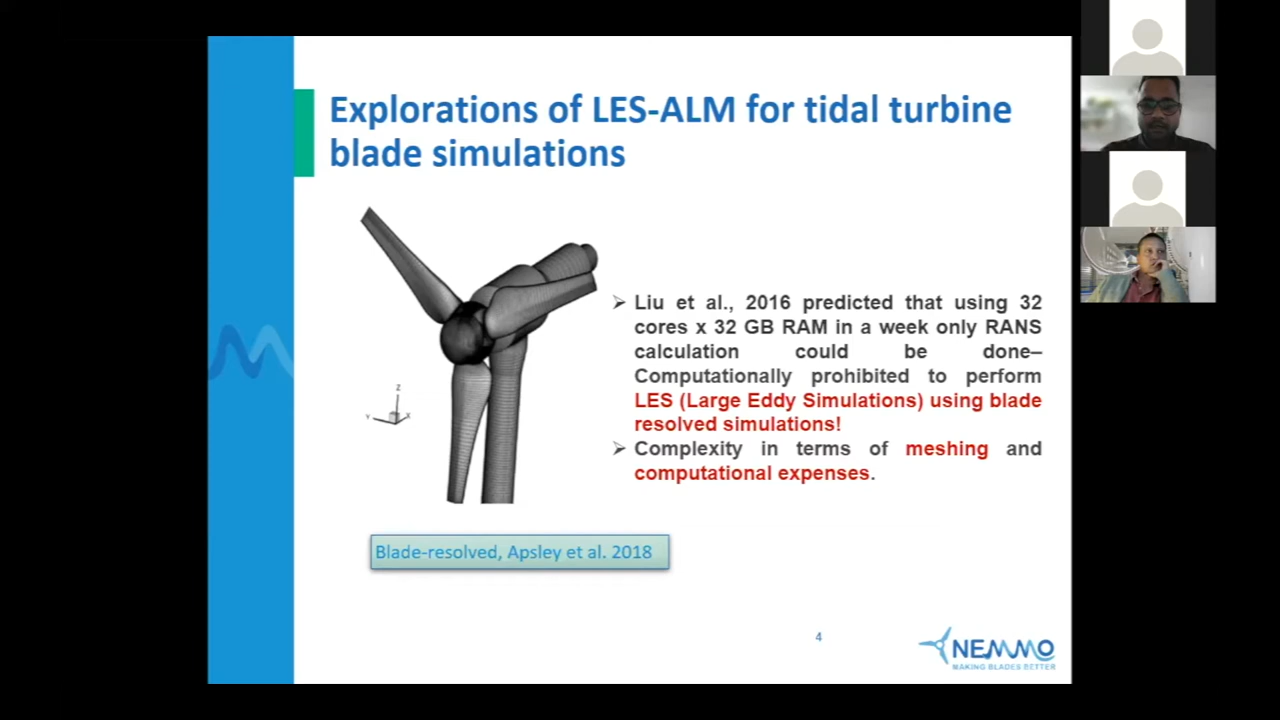 Explorations of LES-ALM for tidal turbine
blade simulations
Z
Y
X
➢ Liu et al., 2016 predicted that using 32
cores x 32 GB RAM in a week only RANS
calculation could be done–
Computationally prohibited to perform
LES (Large Eddy Simulations) using blade
resolved simulations!
➢ Complexity in terms of meshing and
computational expenses.
Blade-resolved, Apsley et al. 2018
4
NEMMO
MAKING BLADES BETTER